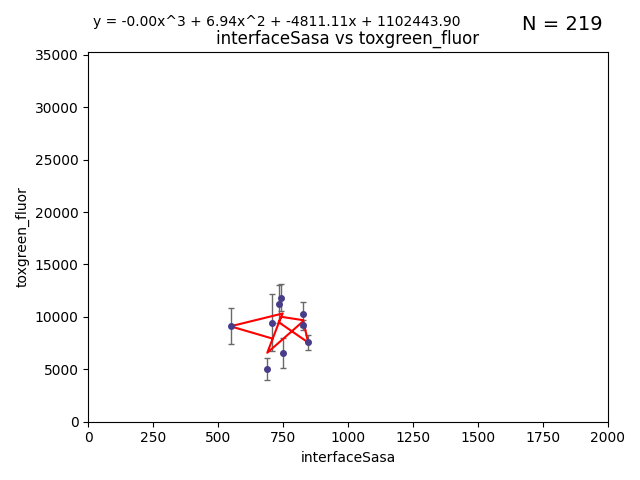 y = -0.00x^3 + 6.94x^2 + -4811.11x + 1102443.90
N = 219
interfaceSasa vs toxgreen_fluor
35000
30000
25000
20000
15000
10000
5000
0
toxgreen_fluor
0 250 500 750 1000 1250 1500 1750 2000
interfaceSasa